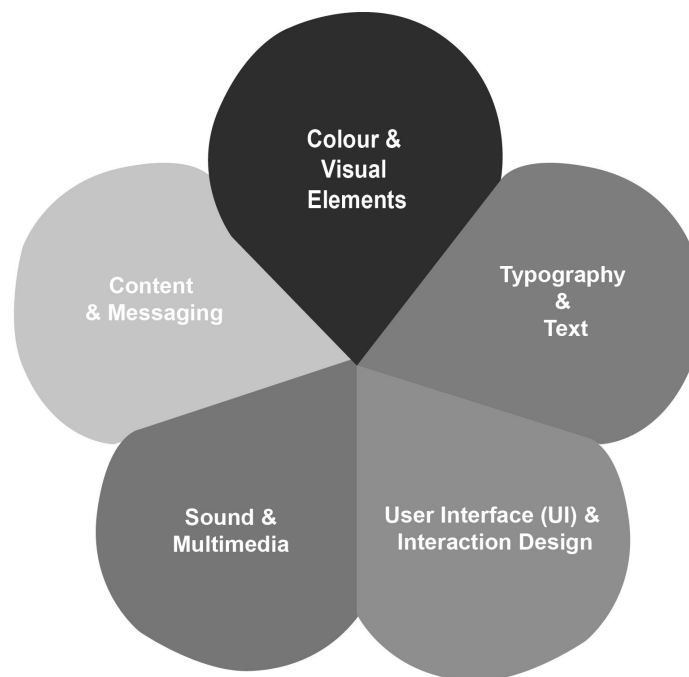 Colour &
Visual
Elements
Typography
&
Text
User Interface (UI) &
Interaction Design
Sound &
Multimedia
Content
& Messaging